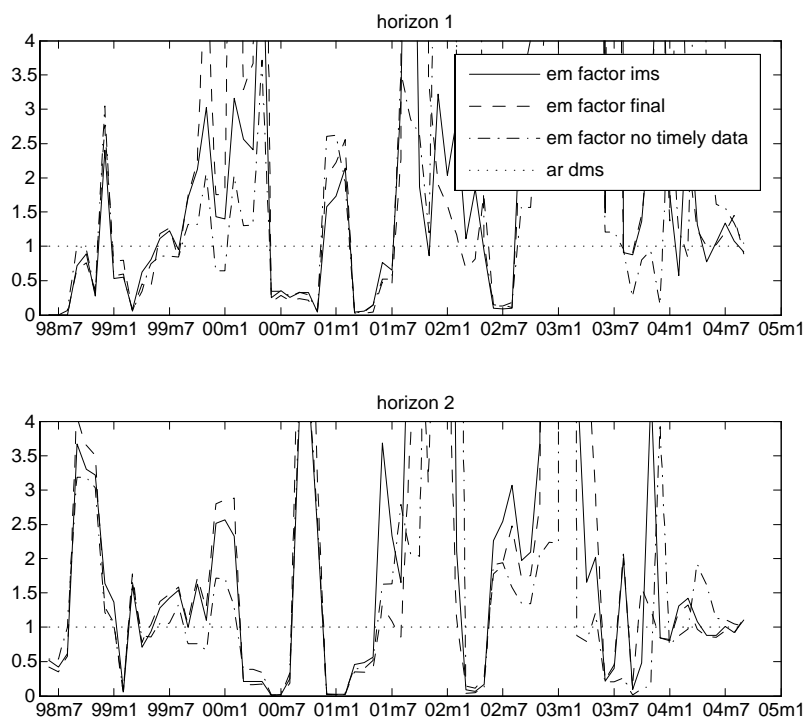 horizon 1
4
3.5
3
2.5
2
1.5
1
0.5
0
em factor ims
em factor final
em factor no timely data
ar dms
98m7 99m1 99m7 00m1 00m7 01m1 01m7 02m1 02m7 03m1 03m7 04m1 04m7 05m1
horizon 2
4
3.5
3
2.5
2
1.5
1
0.5
0
98m7 99m1 99m7 00m1 00m7 01m1 01m7 02m1 02m7 03m1 03m7 04m1 04m7 05m1